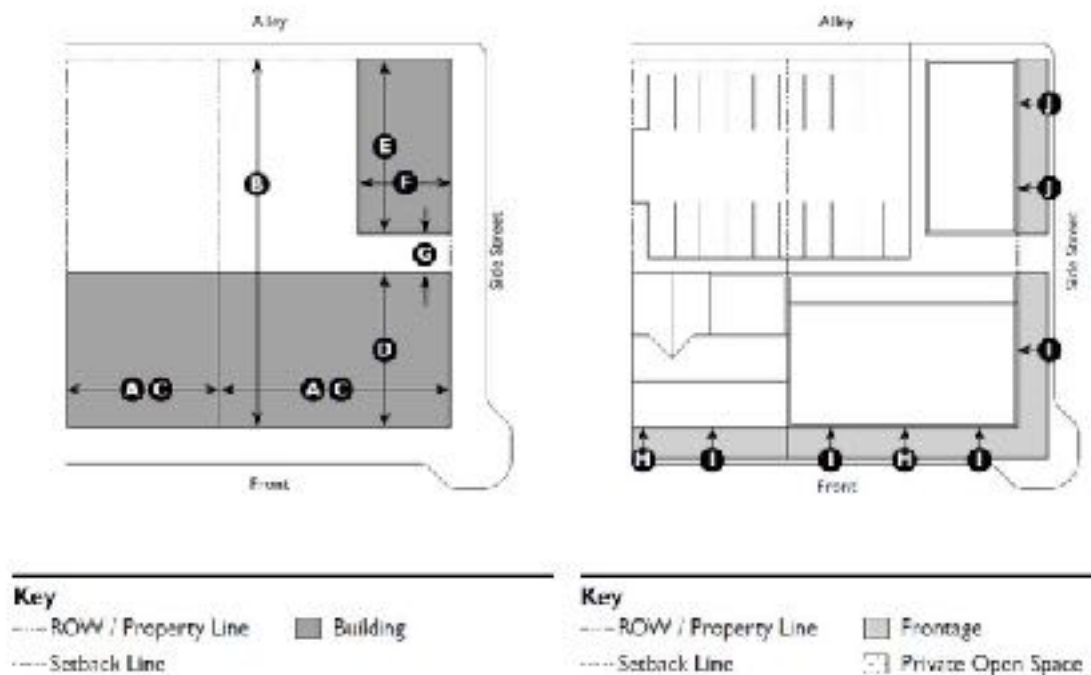 Alley
E
F
B
G
Side Street
D
A C
A C
Front
Alley
J
J
Side Street
I
H
I
I
H
I
Front
Key
ROW / Property Line
Building
Setback Line
Key
ROW / Property Line
Frontage
Setback Line
Private Open Space